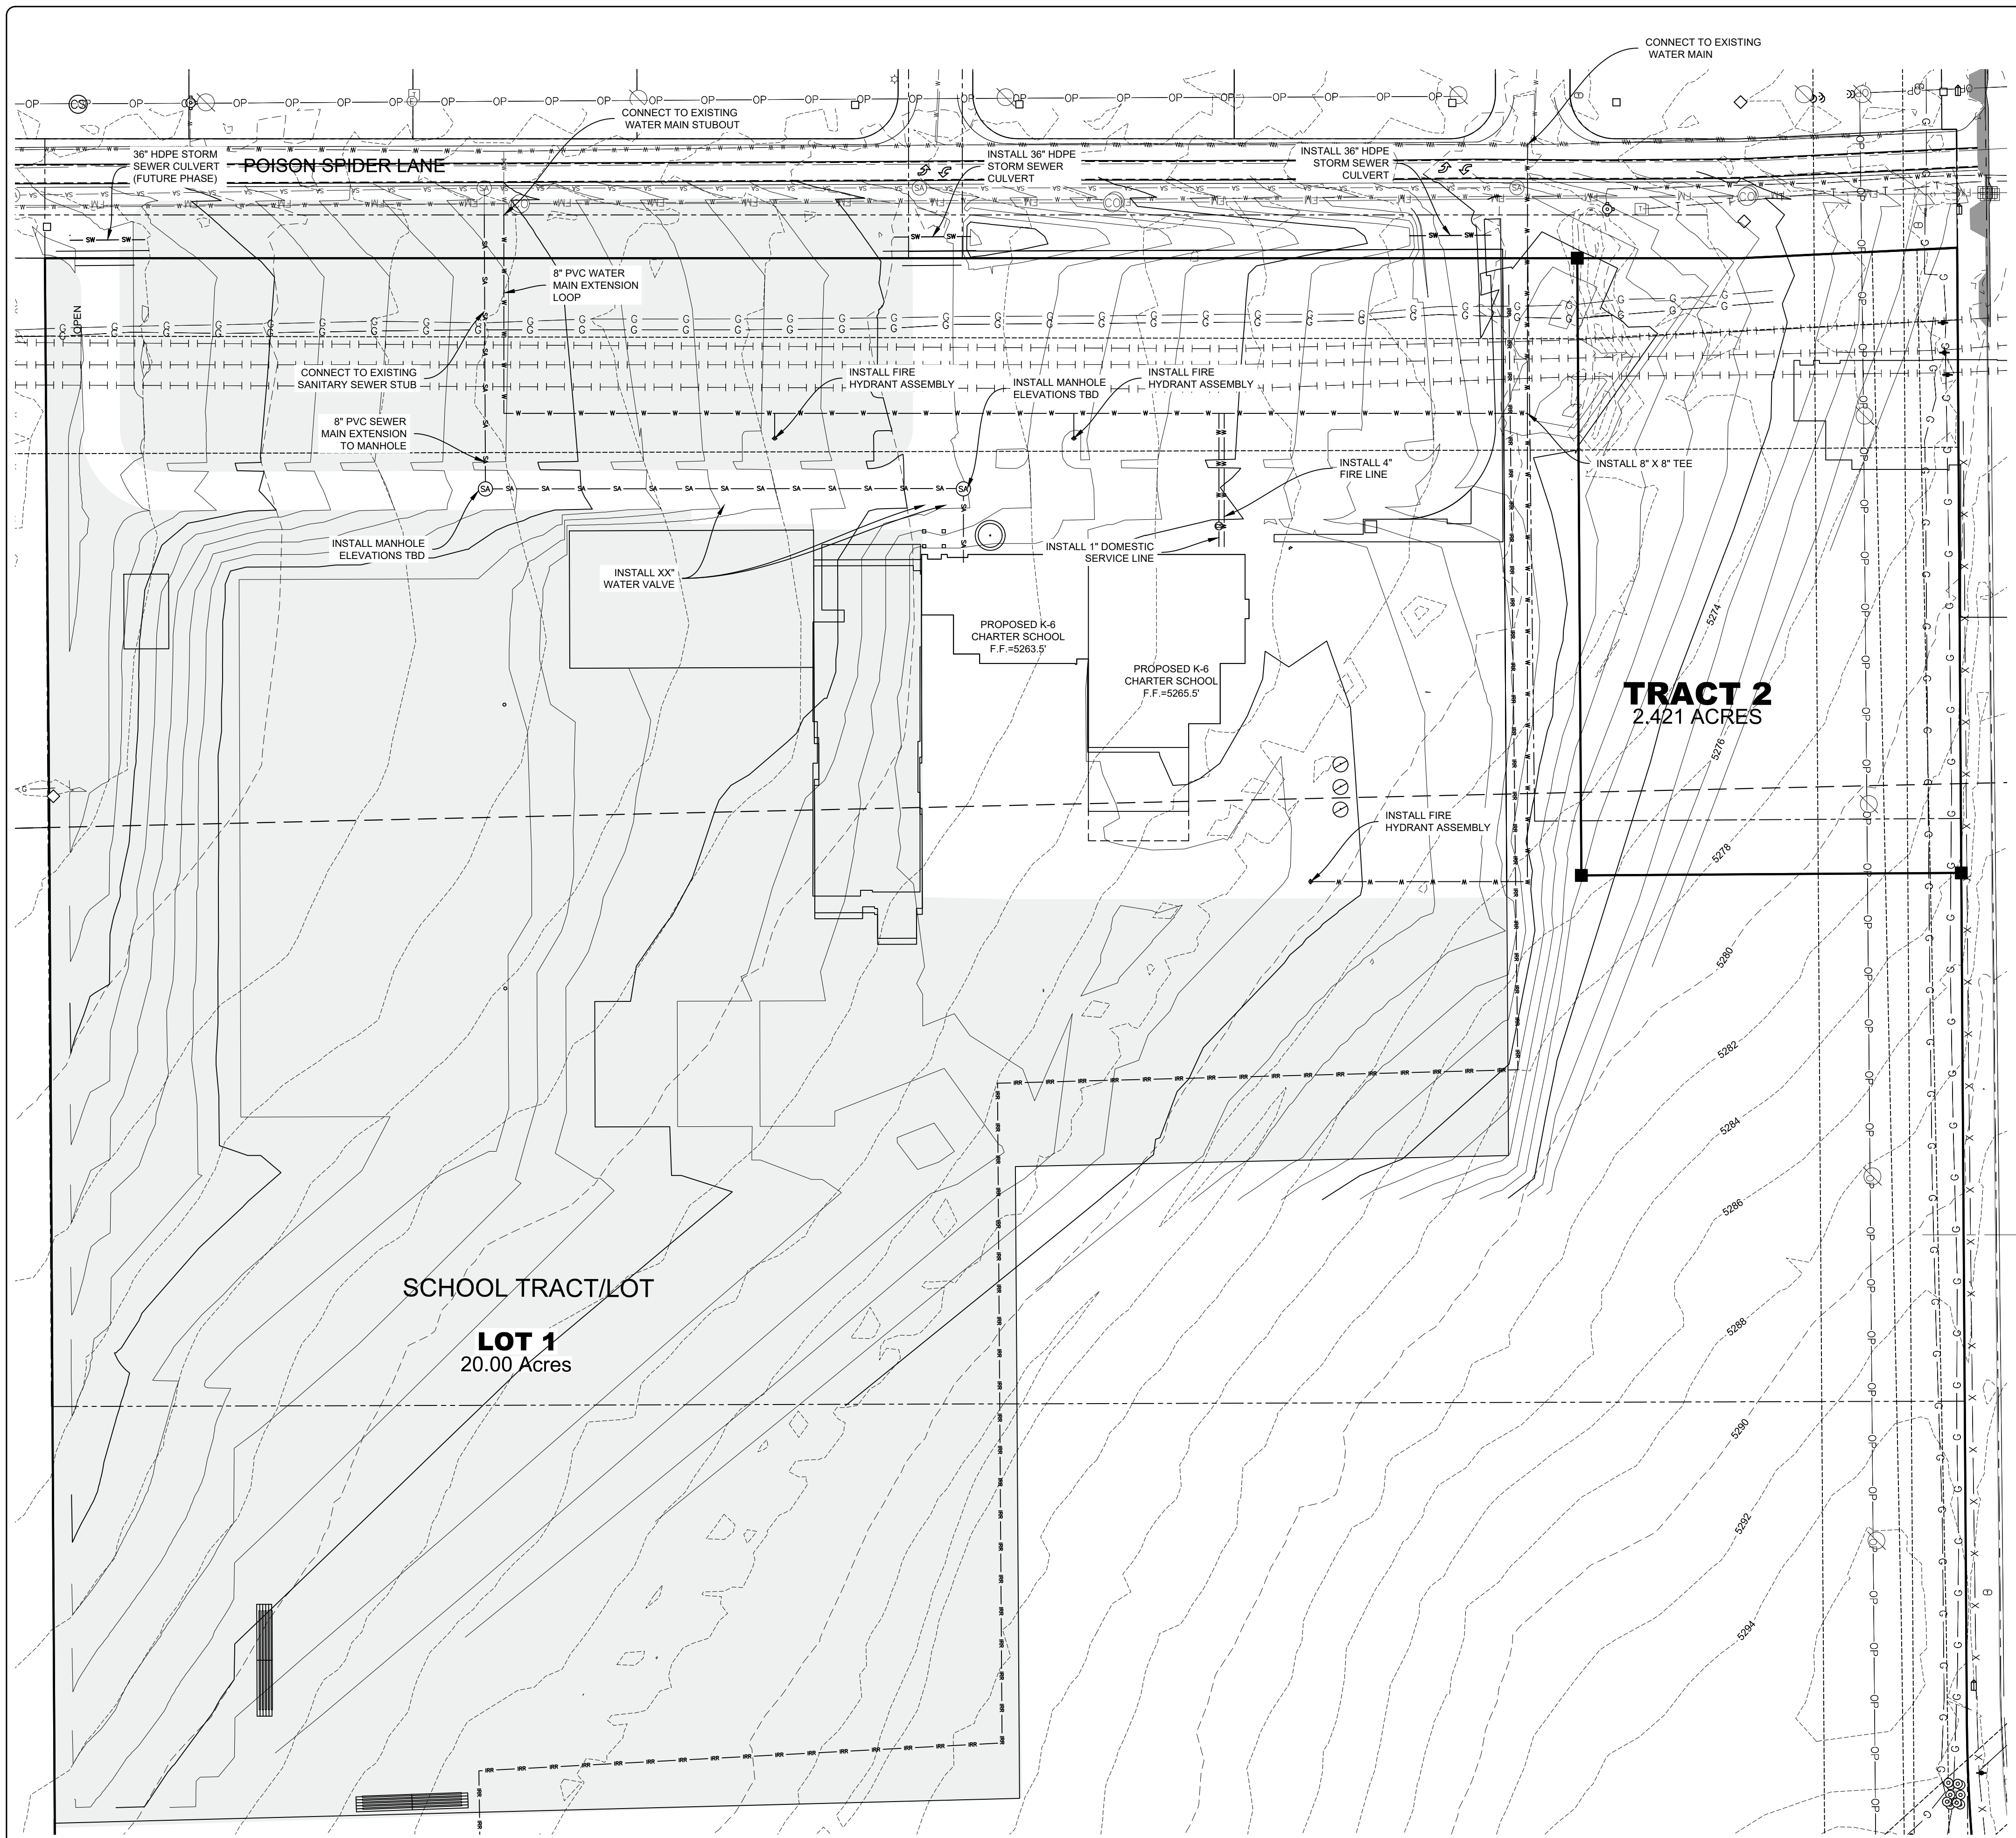 CONNECT TO EXISTING
WATER MAIN
CONNECT TO EXISTING
WATER MAIN STUBOUT
36" HDPE STORM
SEWER CULVERT
(FUTURE PHASE)
POISON SPIDER LANE
INSTALL 36" HDPE
STORM SEWER
CULVERT
INSTALL 36" HDPE
STORM SEWER
CULVERT
8" PVC WATER
MAIN EXTENSION
LOOP
OPEN
CONNECT TO EXISTING
SANITARY SEWER STUB
INSTALL FIRE
HYDRANT ASSEMBLY
INSTALL MANHOLE
ELEVATIONS TBD
INSTALL FIRE
HYDRANT ASSEMBLY
8" PVC SEWER
MAIN EXTENSION
TO MANHOLE
INSTALL 4"
FIRE LINE
INSTALL 8" X 8" TEE
INSTALL MANHOLE
ELEVATIONS TBD
INSTALL 1" DOMESTIC
SERVICE LINE
INSTALL XX"
WATER VALVE
PROPOSED K-6
CHARTER SCHOOL
F.F.=5263.5'
PROPOSED K-6
CHARTER SCHOOL
F.F.=5265.5'
5274
TRACT 2
2.421 ACRES
5276
INSTALL FIRE
HYDRANT ASSEMBLY
5278
5280
5282
5284
5286
SCHOOL TRACT/LOT
5288
LOT 1
20.00 Acres
5290
5292
5294